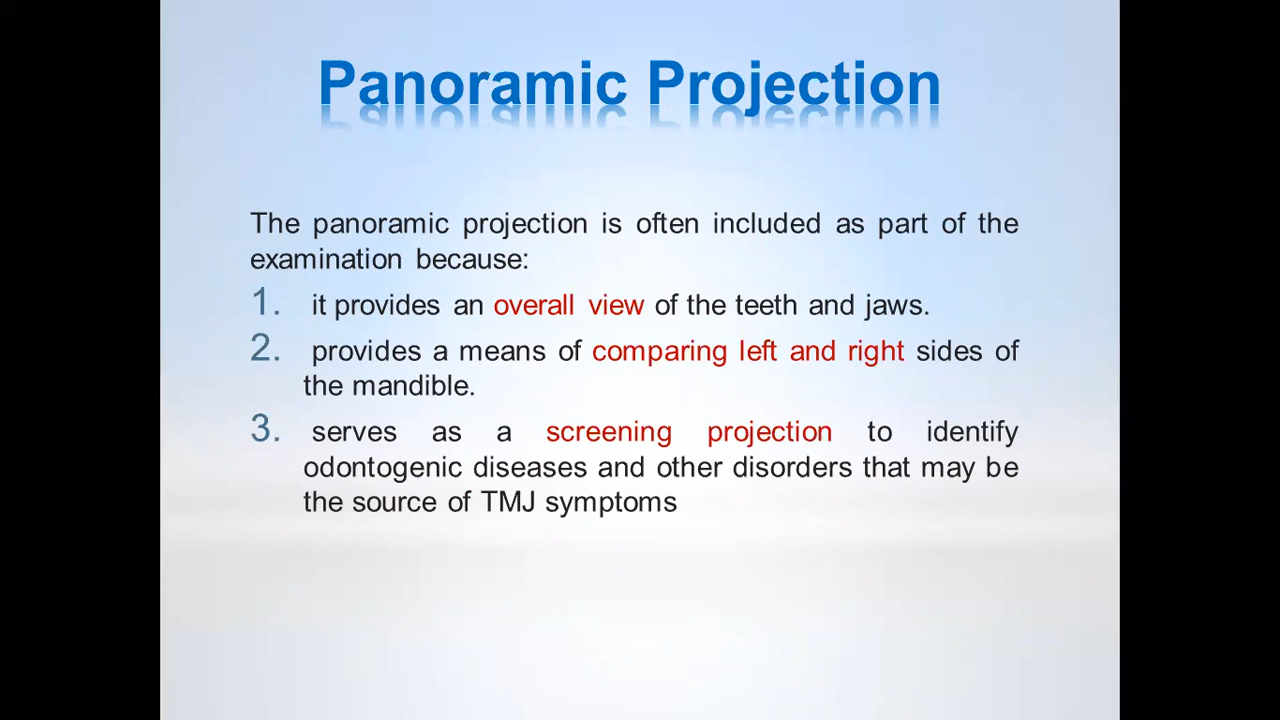 Panoramic Projection
The panoramic projection is often included as part of the
examination because:
1. it provides an overall view of the teeth and jaws.
2. provides a means of comparing left and right sides of
the mandible.
3. serves as a screening projection to identify
odontogenic diseases and other disorders that may be
the source of TMJ symptoms